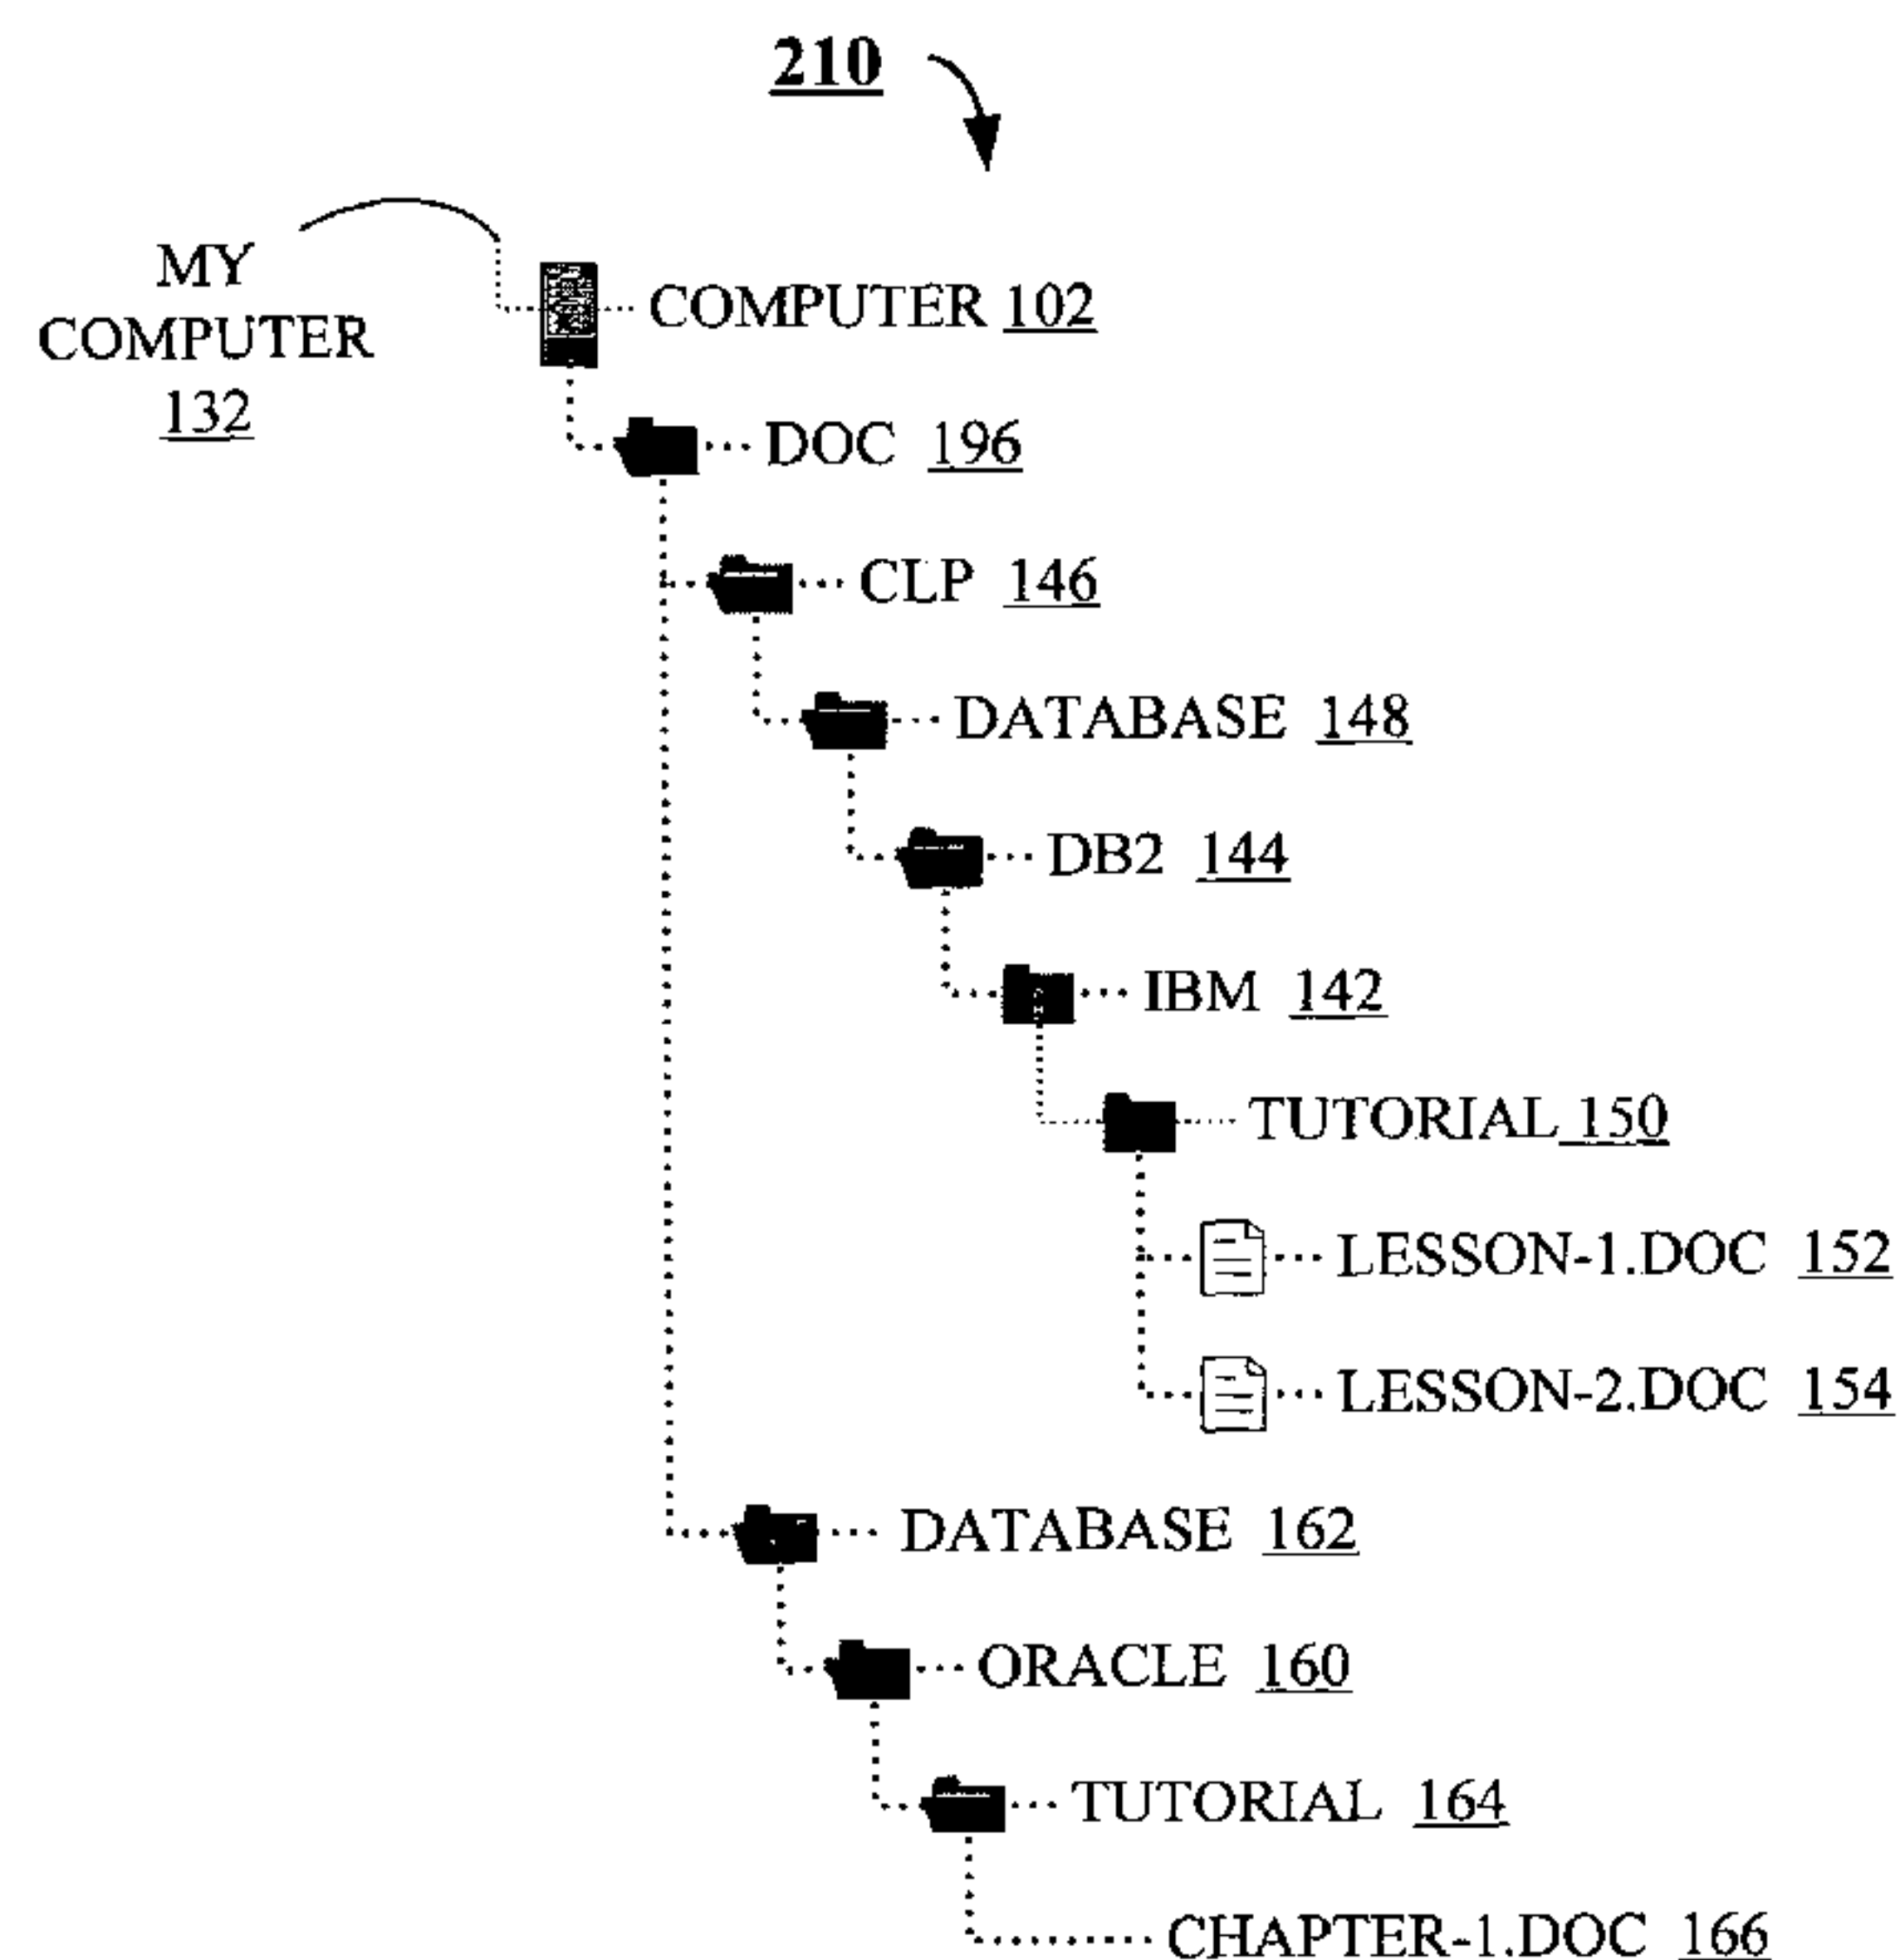 210
MY
COMPUTER
132
COMPUTER 102
DOC 196
CLP 146
DATABASE 148
DB2 144
IBM 142
TUTORIAL 150
LESSON-1.DOC 152
LESSON-2.DOC 154
DATABASE 162
ORACLE 160
TUTORIAL 164
CHAPTER-1.DOC 166